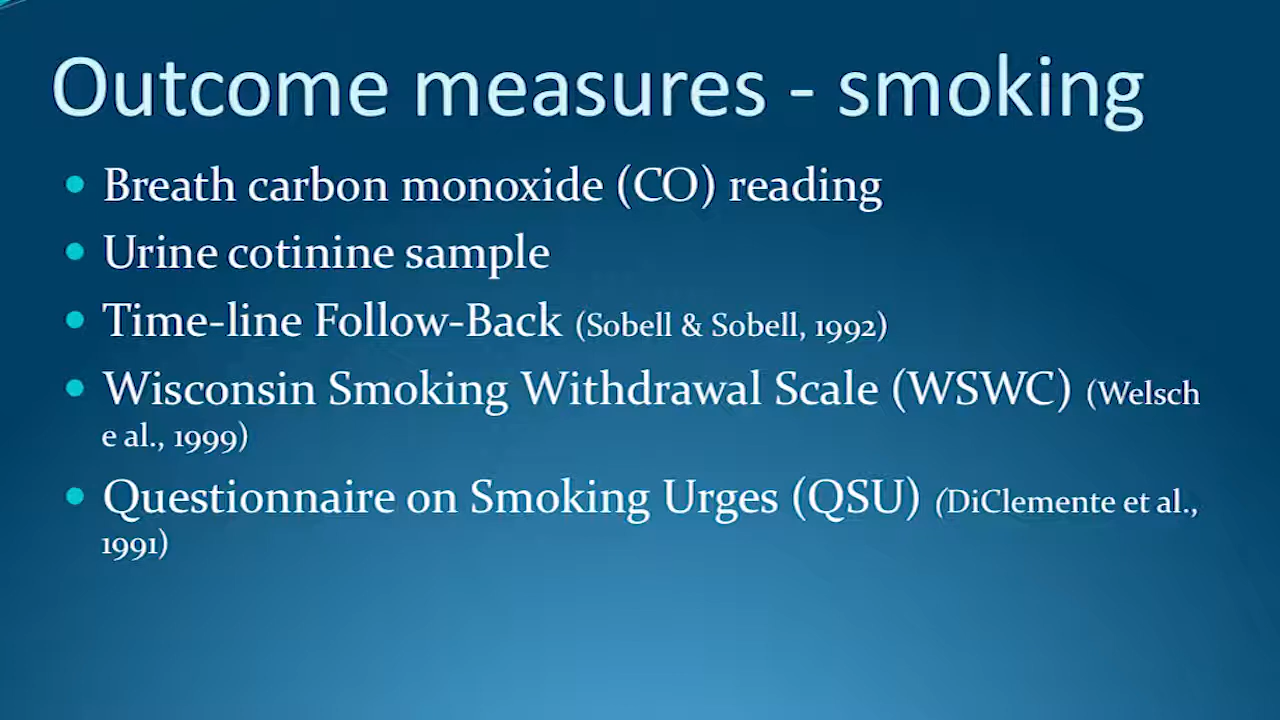 Outcome measures - smoking
Breath carbon monoxide (CO) reading
Urine cotinine sample
Time-line Follow-Back (Sobell & Sobell, 1992)
Wisconsin Smoking Withdrawal Scale (WSWC) (Welsch
e al., 1999)
Questionnaire on Smoking Urges (QSU) (DiClemente et al.,
1991)